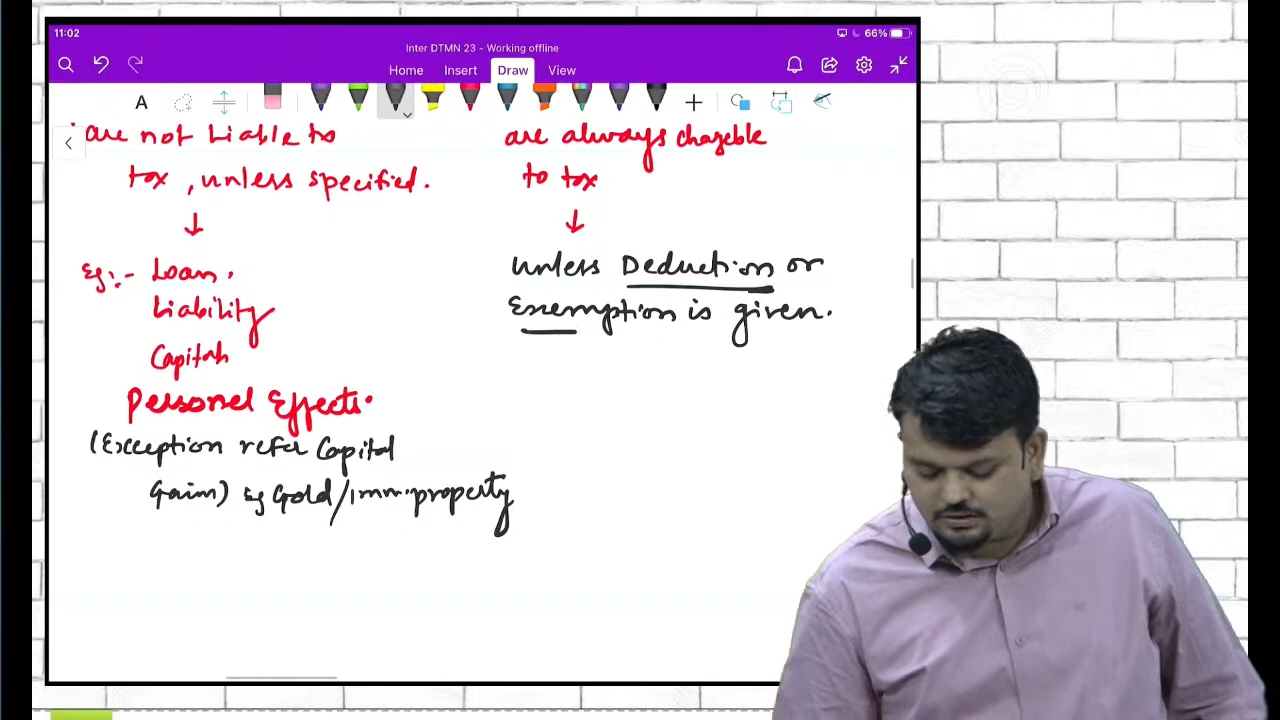 11:02
66%
Inter DTMN 23 - Working offline
Home Insert Draw View
A
are not Liable to
tax, unless specified.
Eg:- Loan.
Liability
Capital
Personal Effects.
(Exception refer Capital
Gain) eg Gold/imm. property
are always chargeble
to tax
unless Deduction or
Exemption is given.